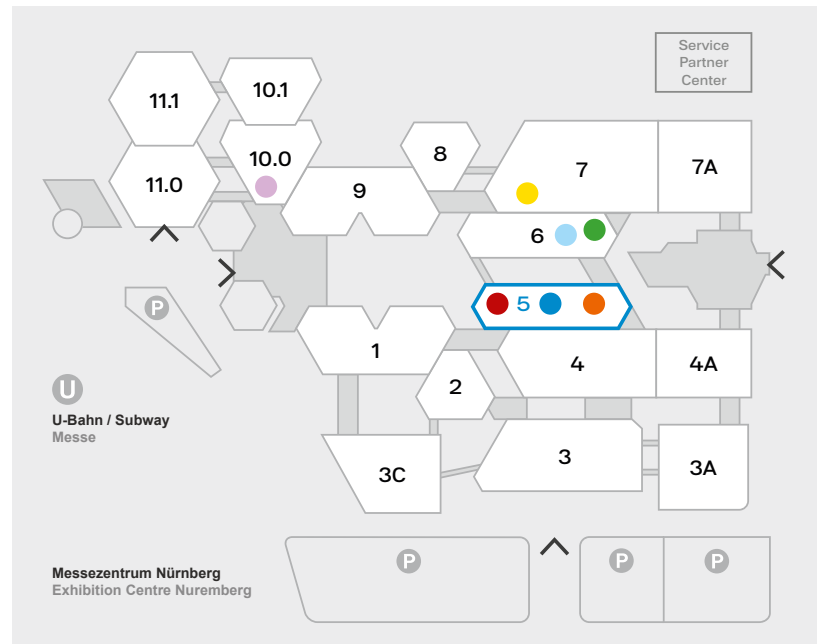 Service
Partner
Center
11.1
10.1
10.0
11.0
8
7
7A
9
6
5
P
1
4
4A
2
U
U-Bahn / Subway
Messe
3
3C
3A
P
P
P
Messezentrum Nürnberg
Exhibition Centre Nuremberg